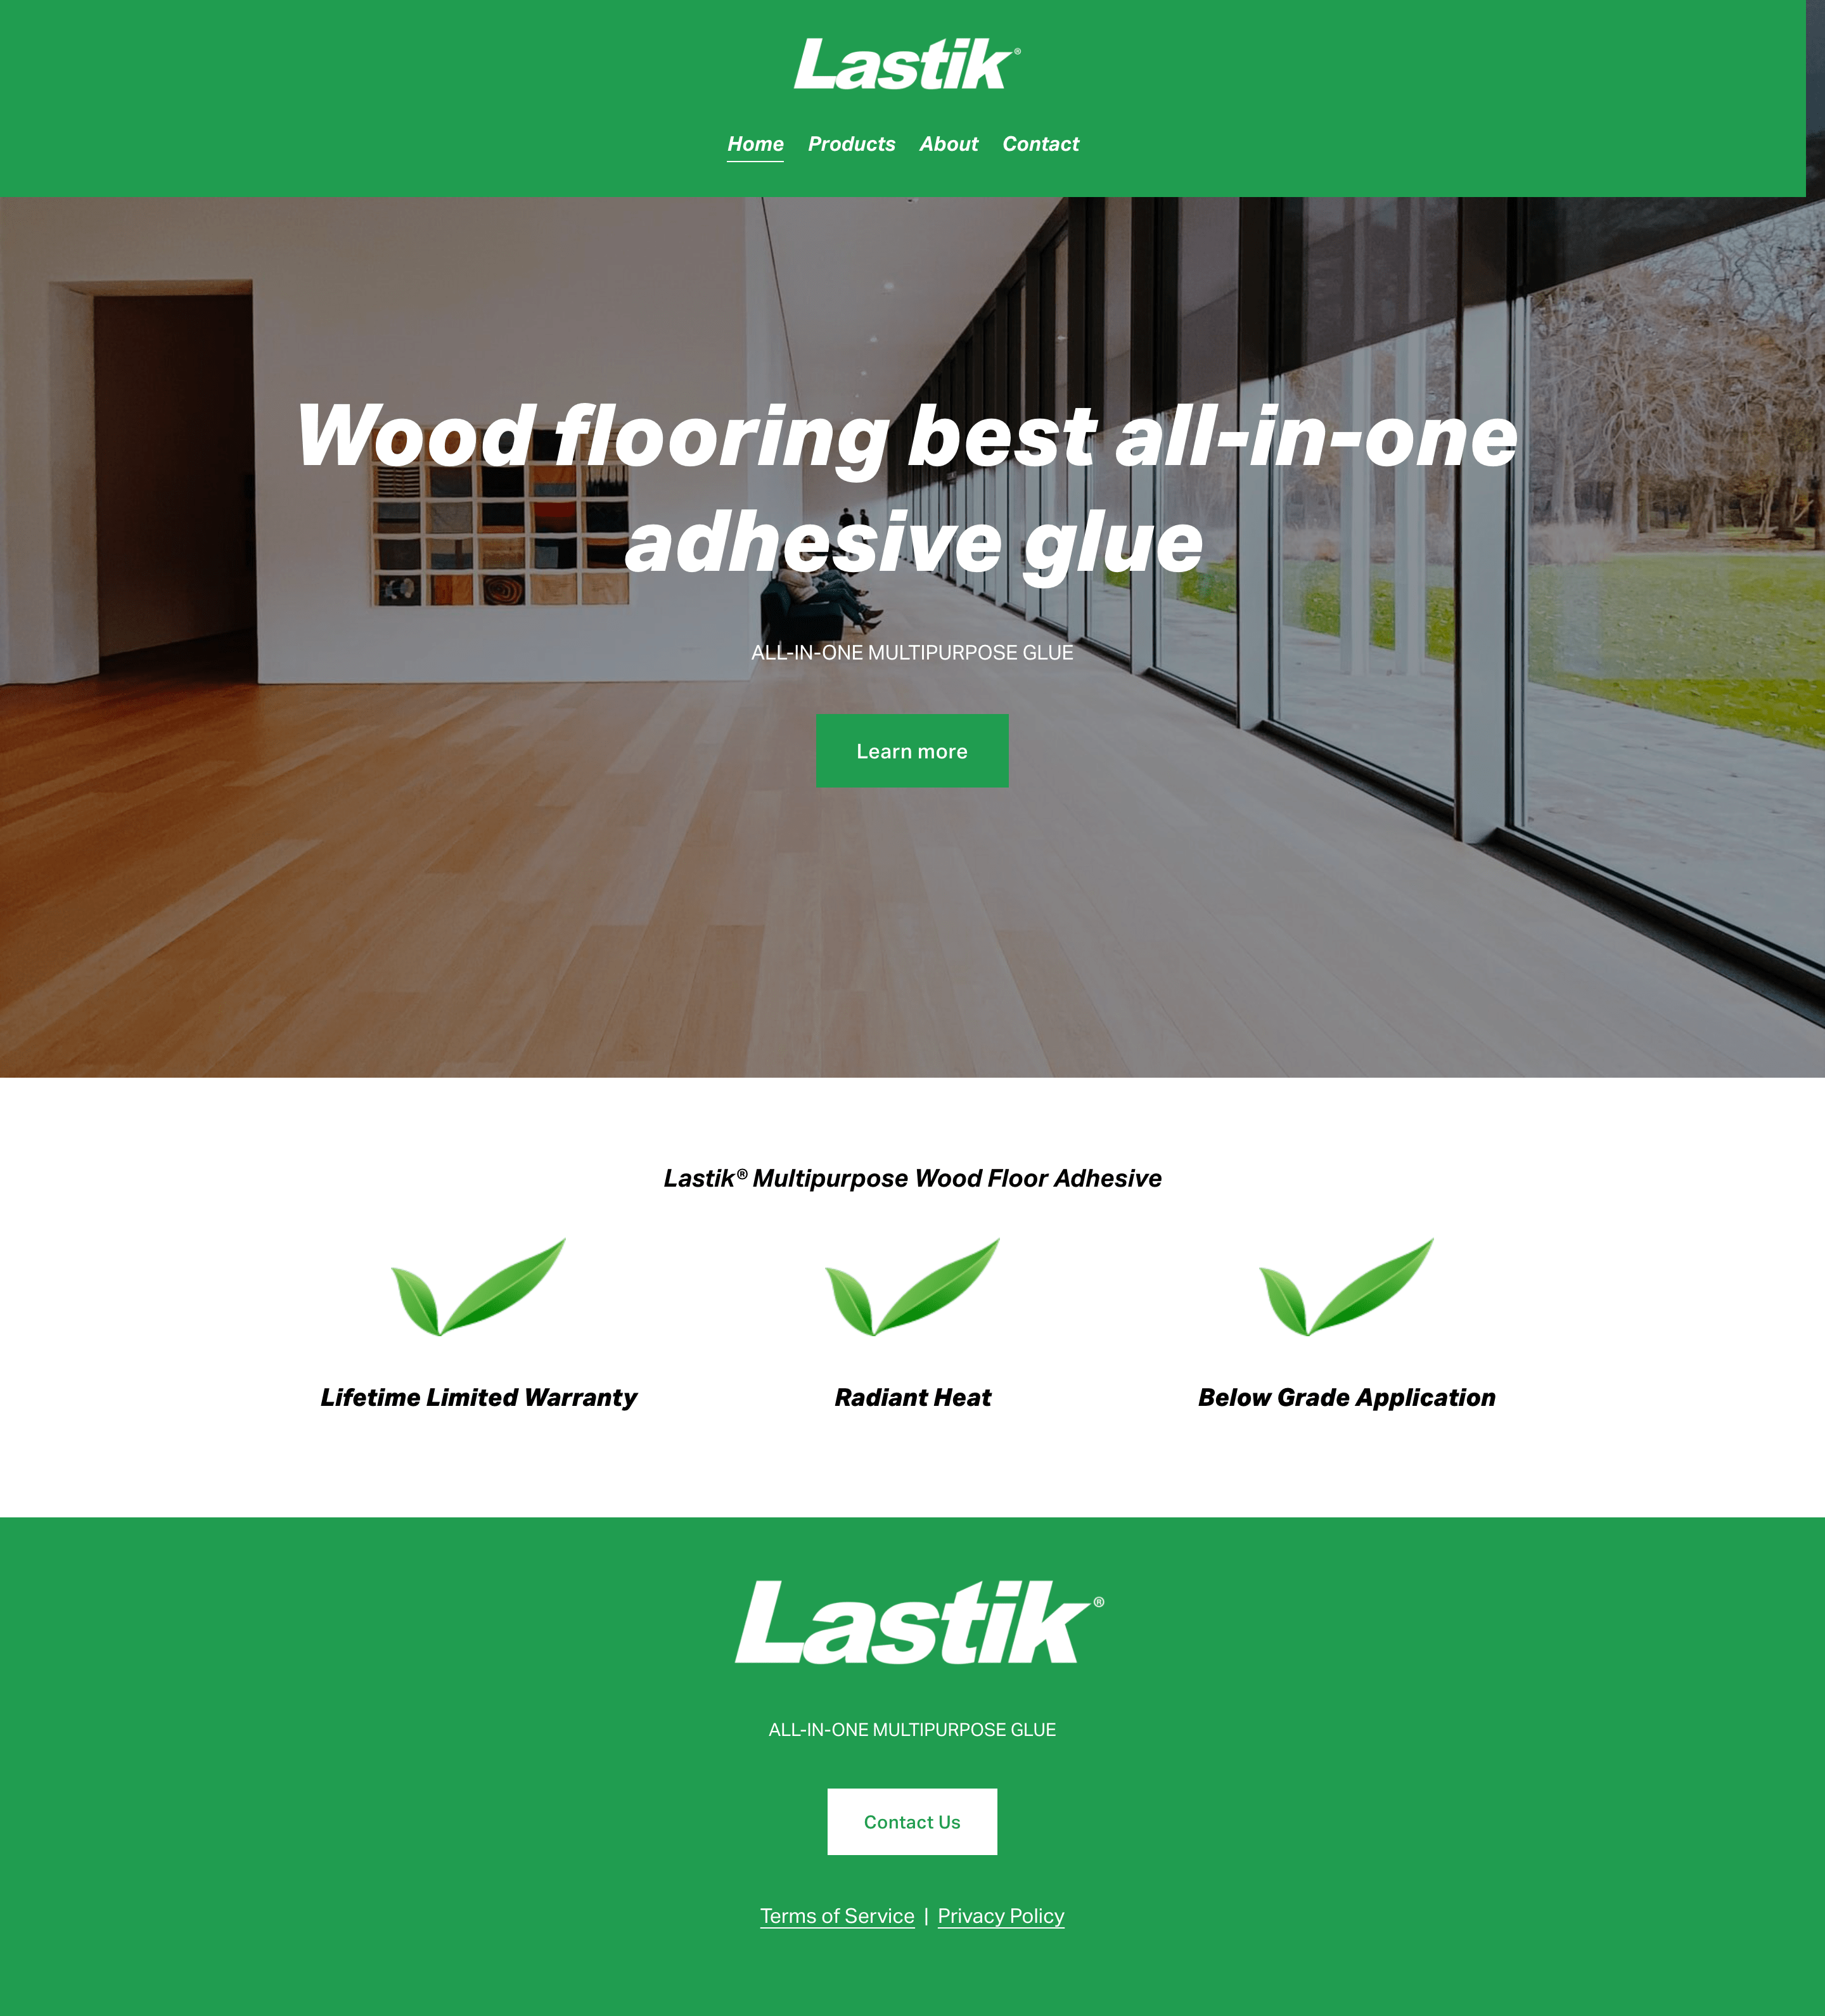 Lastik®
Home Products About Contact
Wood flooring best all-in-one
adhesive glue
ALL-IN-ONE MULTIPURPOSE GLUE
Learn more
Lastik® Multipurpose Wood Floor Adhesive
Lifetime Limited Warranty Radiant Heat Below Grade Application
Lastik®
ALL-IN-ONE MULTIPURPOSE GLUE
Contact Us
Terms of Service | Privacy Policy